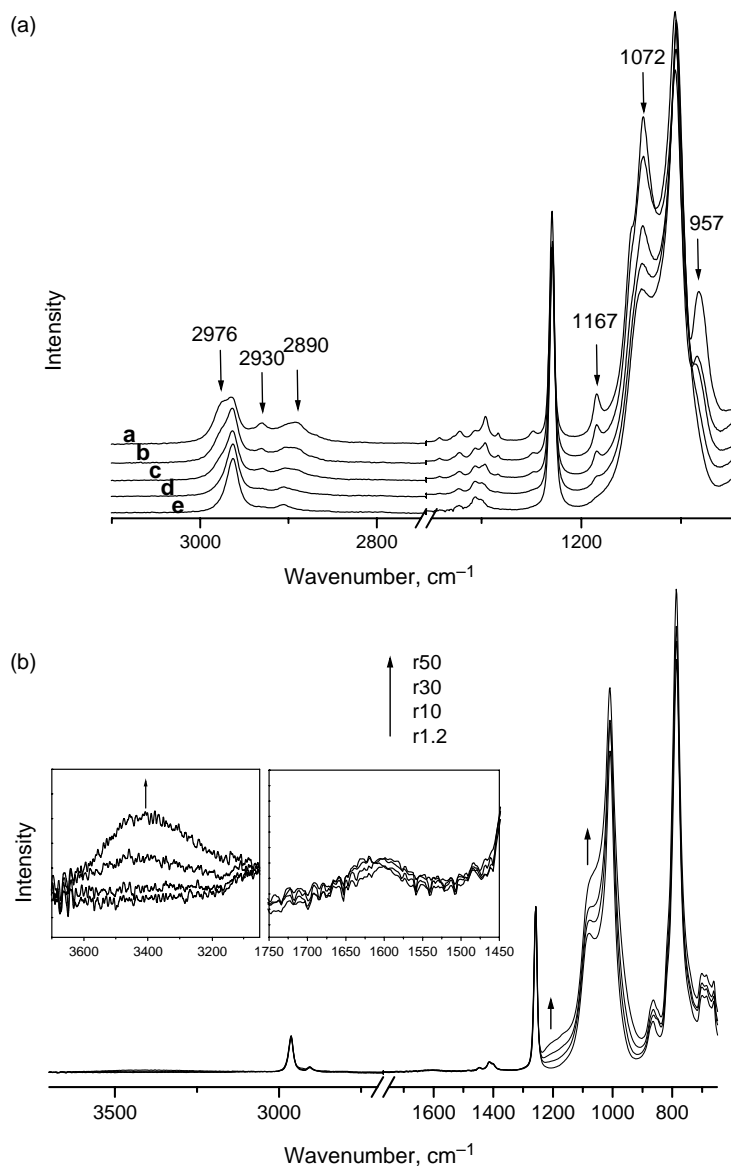 (a)
1072
957
1167
2976
2930
2890
a
b
c
d
e
Intensity
3000 2800 1200
Wavenumber, cm–1
(b)
r50
r30
r10
r1.2
Intensity
3600 3400 3200
1750 1700 1650 1600 1550 1500 1450
3500 3000 1600 1400 1200 1000 800
Wavenumber, cm–1